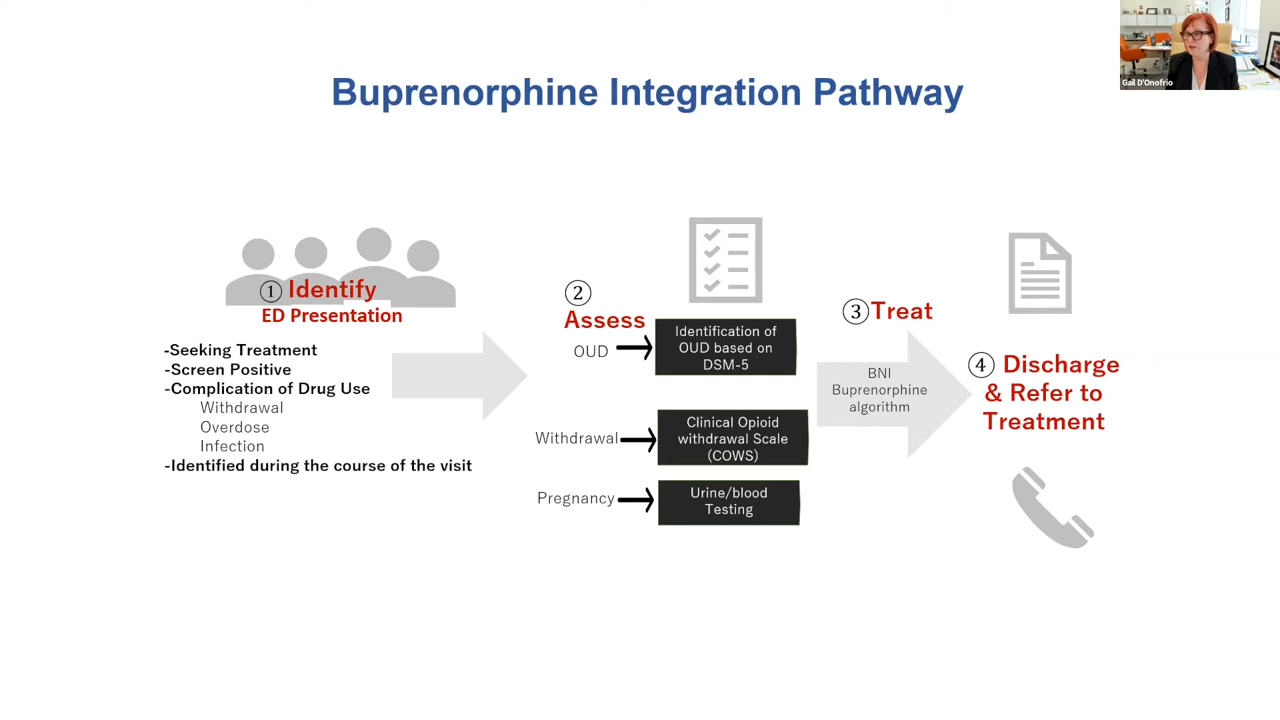 Gail D'Onofrio
Buprenorphine Integration Pathway
① Identify
ED Presentation
-Seeking Treatment
-Screen Positive
-Complication of Drug Use
Withdrawal
Overdose
Infection
-Identified during the course of the visit
②
Assess
OUD
Identification of
OUD based on
DSM-5
Withdrawal
Clinical Opioid
withdrawal Scale
(COWS)
Pregnancy
Urine/blood
Testing
③Treat
BNI
Buprenorphine
algorithm
④ Discharge
& Refer to
Treatment